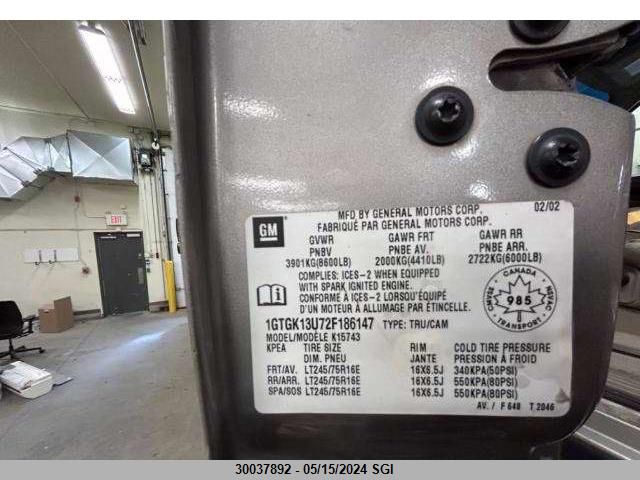 EXIT
GM
MFD BY GENERAL MOTORS CORP. 02/02
FABRIQUÉ PAR GENERAL MOTORS CORP.
GVWR GAWR FRT GAWR RR
PNBV PNBE AV. PNBE ARR.
3901KG(8600LB) 2000KG(4410LB) 2722KG(6000LB)
COMPLIES: ICES-2 WHEN EQUIPPED
WITH SPARK IGNITED ENGINE.
CONFORME À ICES-2 LORSQU'ÉQUIPÉ
D'UN MOTEUR A ALLUMAGE PAR ÉTINCELLE.
CANADA
985
TRANSPORT
1GTGK13U72F186147 TYPE: TRU/CAM
MODEL/MODÈLE K15743
KPEA TIRE SIZE RIM COLD TIRE PRESSURE
DIM. PNEU JANTE PRESSION À FROID
FRT/AV. LT245/75R16E 16X6.5J 340KPA(50PSI)
RR/ARR. LT245/75R16E 16X6.5J 550KPA(80PSI)
SPA/SOS LT245/75R16E 16X6.5J 550KPA(80PSI)
AV. / F 648 T 2046
30037892 - 05/15/2024 SGI